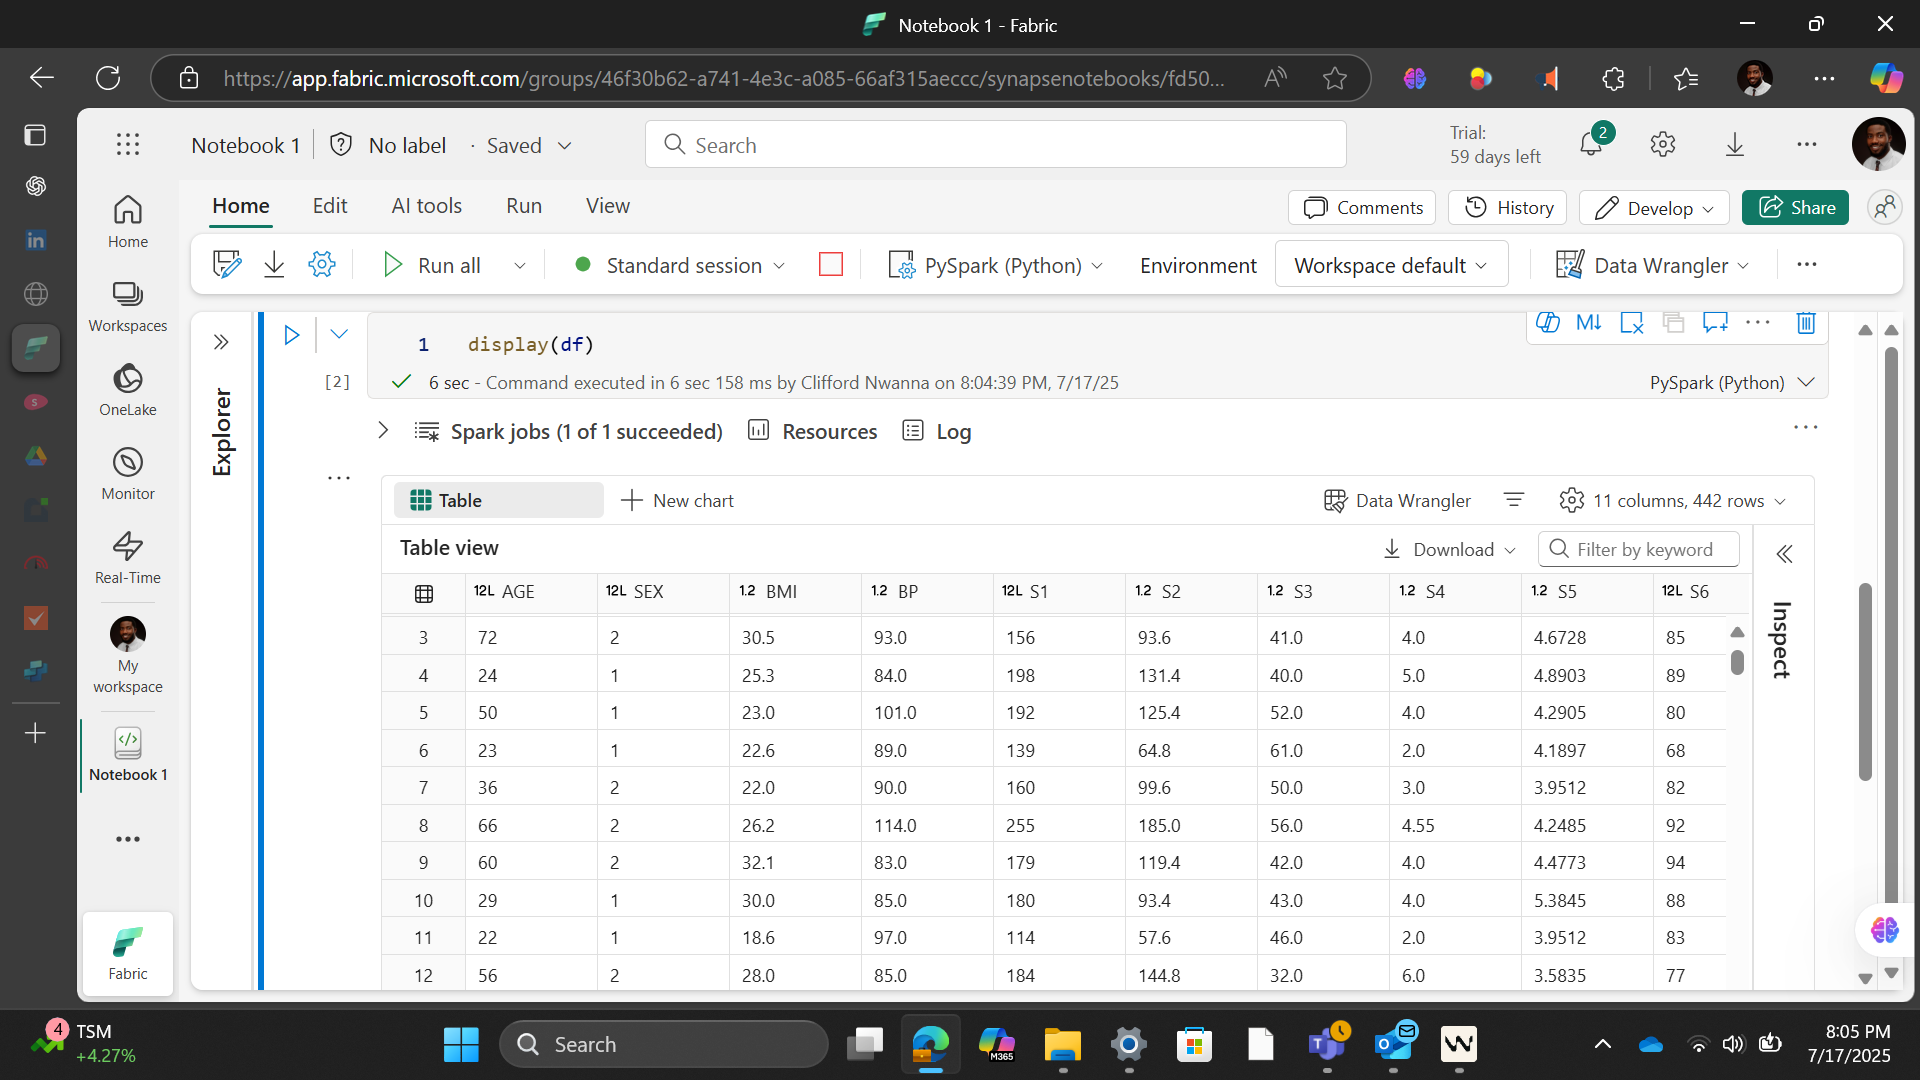 Notebook 1 - Fabric
https://app.fabric.microsoft.com/groups/46f30b62-a741-4e3c-a085-66af315aeccc/synapsenotebooks/fd50...
Notebook 1 No label · Saved Search Trial: 59 days left 2
Home Edit AI tools Run View Comments History Develop Share
Run all Standard session PySpark (Python) Environment Workspace default Data Wrangler
Home
Workspaces
OneLake
Monitor
Real-Time
My workspace
Notebook 1
Fabric
Explorer
1 display(df)
[2] 6 sec - Command executed in 6 sec 158 ms by Clifford Nwanna on 8:04:39 PM, 7/17/25 PySpark (Python)
Spark jobs (1 of 1 succeeded) Resources Log
Table New chart Data Wrangler 11 columns, 442 rows
Table view Download Filter by keyword
Inspect
12L AGE 12L SEX 1.2 BMI 1.2 BP 12L S1 1.2 S2 1.2 S3 1.2 S4 1.2 S5 12L S6
3 72 2 30.5 93.0 156 93.6 41.0 4.0 4.6728 85
4 24 1 25.3 84.0 198 131.4 40.0 5.0 4.8903 89
5 50 1 23.0 101.0 192 125.4 52.0 4.0 4.2905 80
6 23 1 22.6 89.0 139 64.8 61.0 2.0 4.1897 68
7 36 2 22.0 90.0 160 99.6 50.0 3.0 3.9512 82
8 66 2 26.2 114.0 255 185.0 56.0 4.55 4.2485 92
9 60 2 32.1 83.0 179 119.4 42.0 4.0 4.4773 94
10 29 1 30.0 85.0 180 93.4 43.0 4.0 5.3845 88
11 22 1 18.6 97.0 114 57.6 46.0 2.0 3.9512 83
12 56 2 28.0 85.0 184 144.8 32.0 6.0 3.5835 77
4 TSM
+4.27%
Search
M365
8:05 PM
7/17/2025